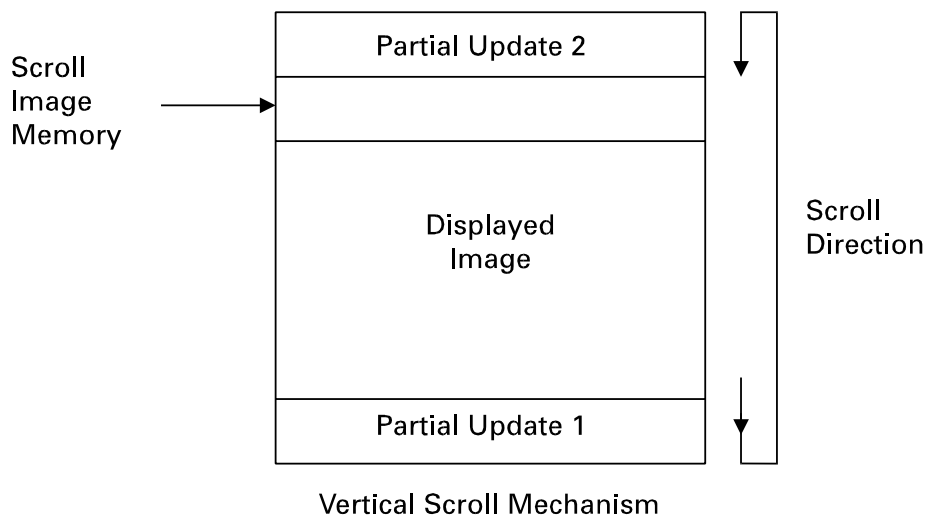 Partial Update 2
Scroll
Image
Memory
Displayed
Image
Scroll
Direction
Partial Update 1
Vertical Scroll Mechanism